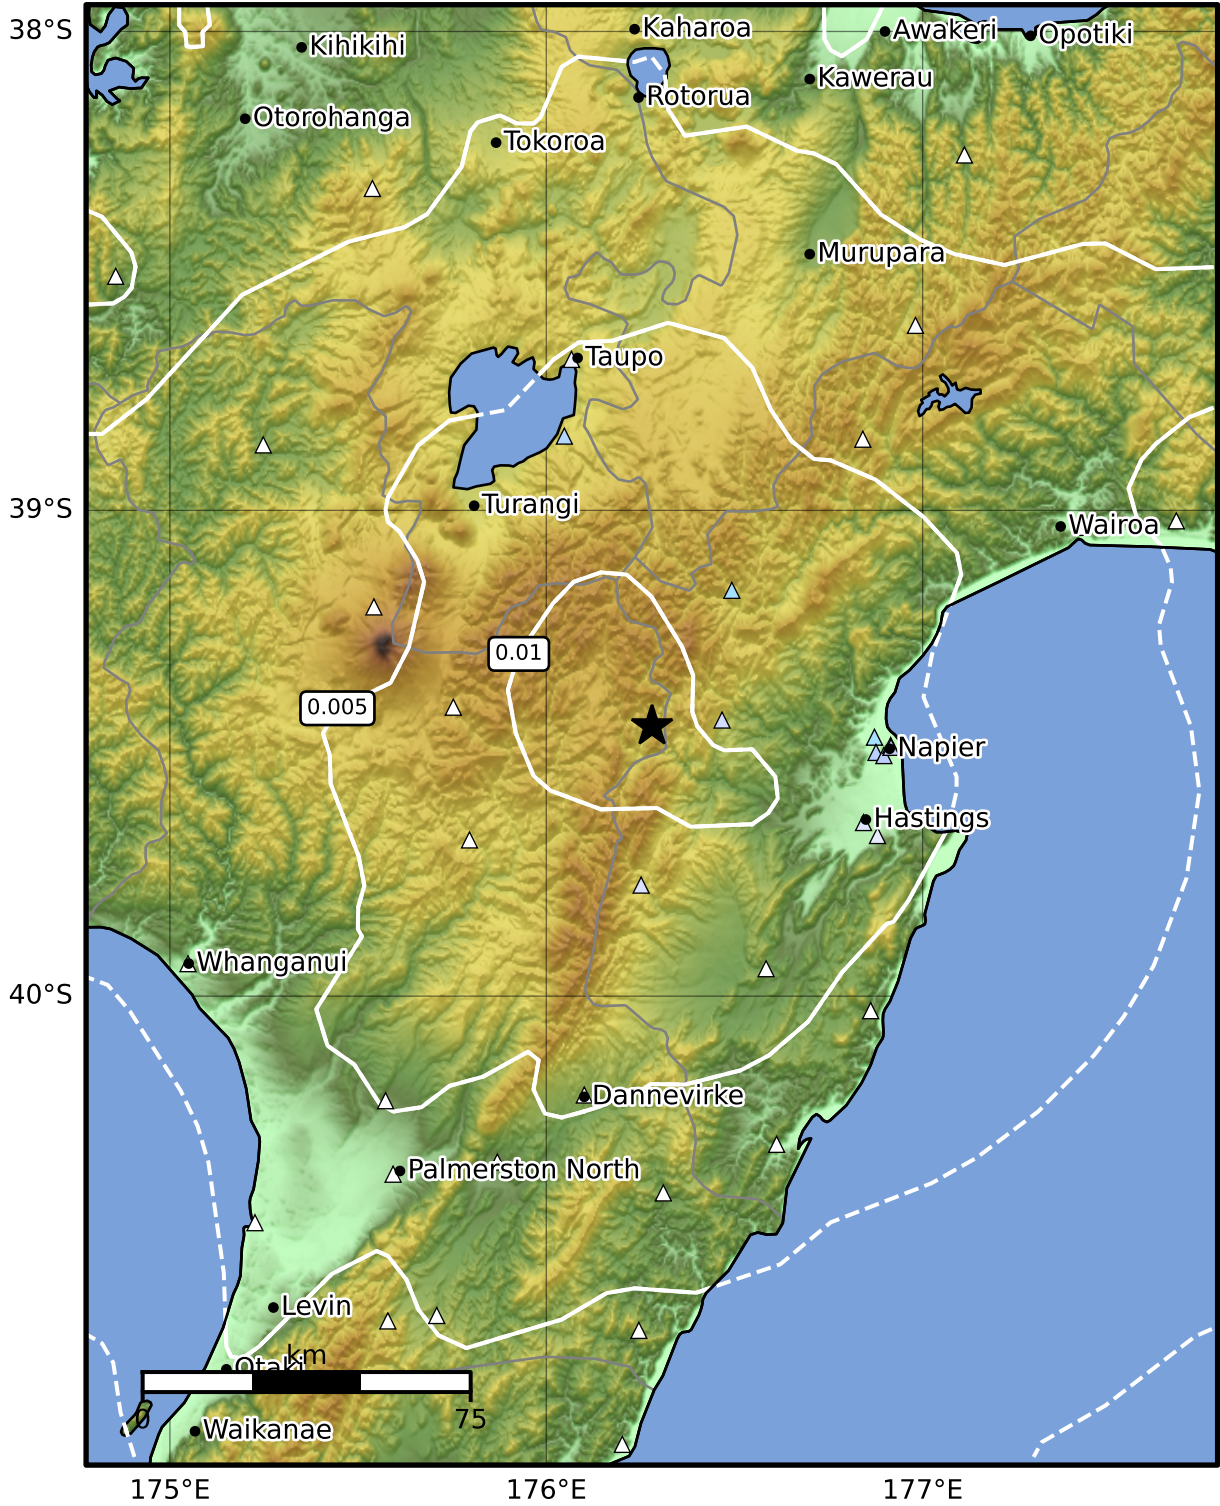 38°S
Kaharoa
Awakeri
Opotiki
Kihikihi
Kawerau
Rotorua
Otorohanga
Tokoroa
Murupara
Taupo
39°S
Turangi
Wairoa
0.01
0.005
Napier
Hastings
Whanganui
40°S
Dannevirke
Palmerston North
Levin
km
Otaki
0
75
Waikanae
175°E
176°E
177°E